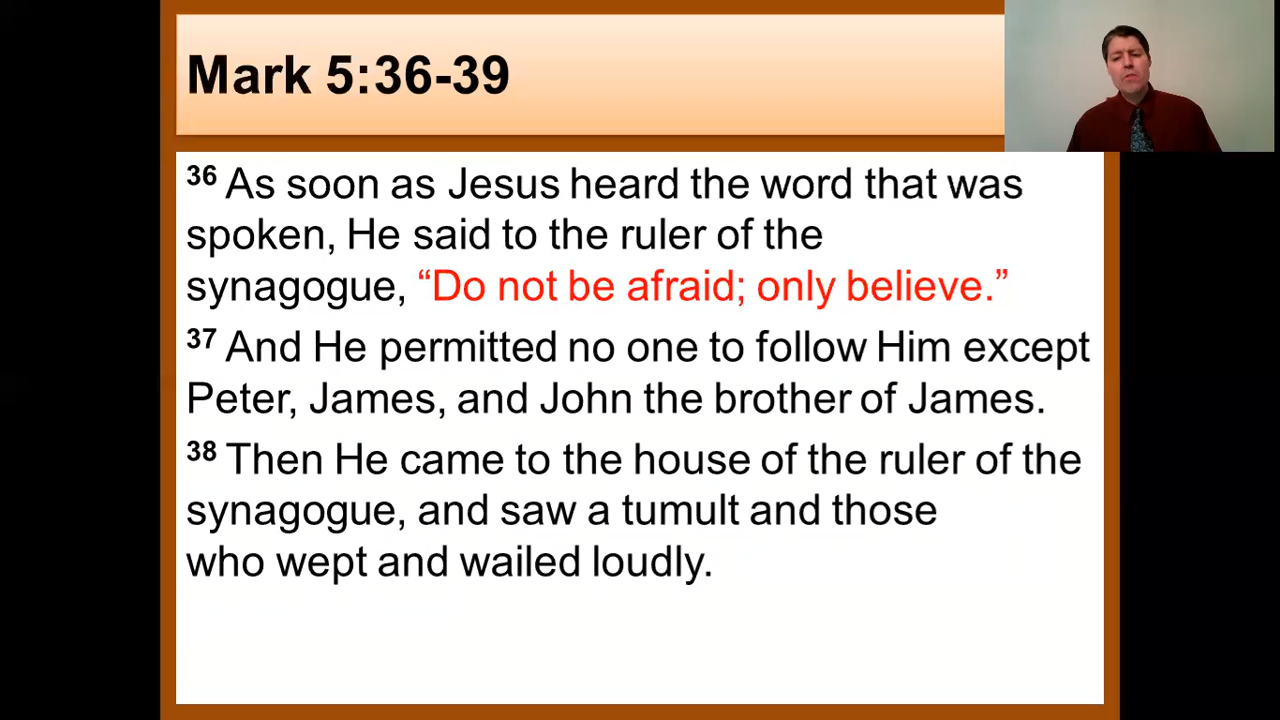 Mark 5:36-39
36 As soon as Jesus heard the word that was
spoken, He said to the ruler of the
synagogue, “Do not be afraid; only believe.”
37 And He permitted no one to follow Him except
Peter, James, and John the brother of James.
38 Then He came to the house of the ruler of the
synagogue, and saw a tumult and those
who wept and wailed loudly.